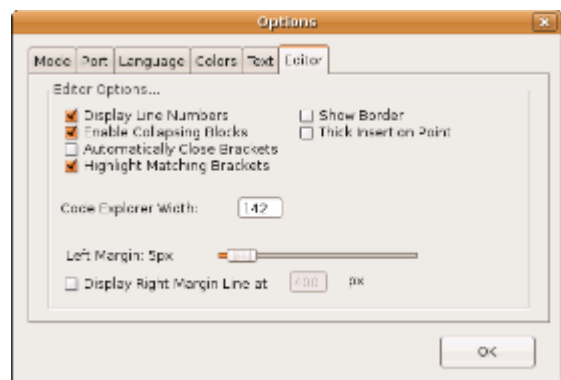 Options
Mode Port Language Colors Text Editor
Editor Options...
Display Line Numbers
Show Border
Enable Collapsing Blocks
Thick Insertion Point
Automatically Close Brackets
Highlight Matching Brackets
Code Explorer Width: 142
Left Margin: 5px
Display Right Margin Line at 400 px
OK